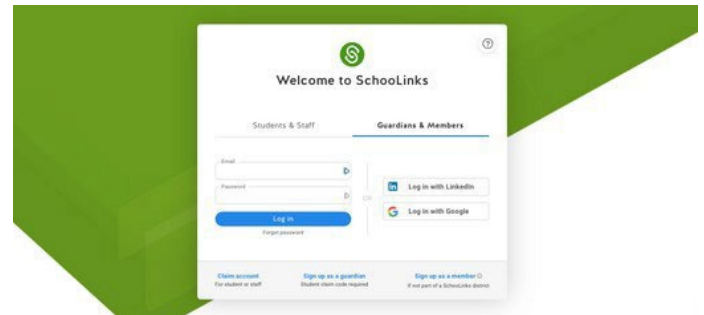 Welcome to SchooLinks
Students & Staff
Guardians & Members
Email
Password
OR
Log in
Forgot password
Log in with LinkedIn
Log in with Google
Claim account
For student or staff
Sign up as a guardian
Student claim code required
Sign up as a member
If not part of a SchooLinks district